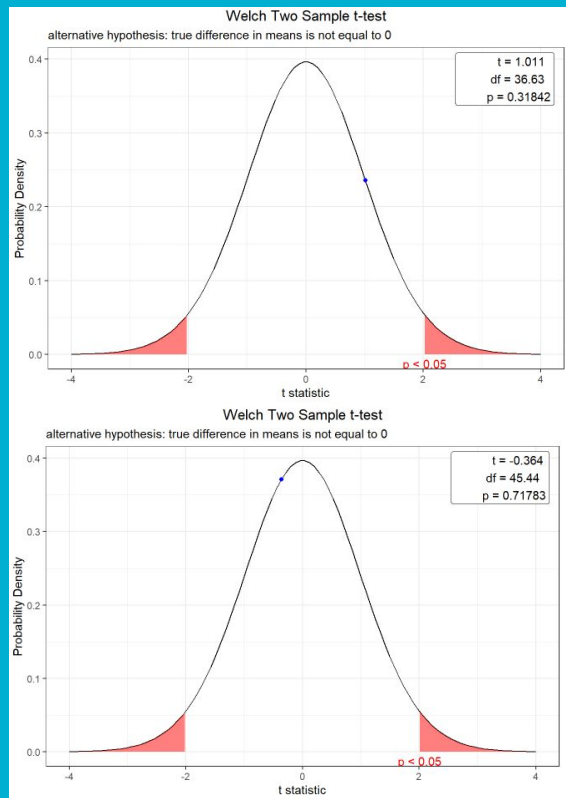 Welch Two Sample t-test
alternative hypothesis: true difference in means is not equal to 0
t = 1.011
df = 36.63
p = 0.31842
Probability Density
0.4
0.3
0.2
0.1
0.0
p < 0.05
-4 -2 0 2 4
t statistic
Welch Two Sample t-test
alternative hypothesis: true difference in means is not equal to 0
t = -0.364
df = 45.44
p = 0.71783
Probability Density
0.4
0.3
0.2
0.1
0.0
p < 0.05
-4 -2 0 2 4
t statistic